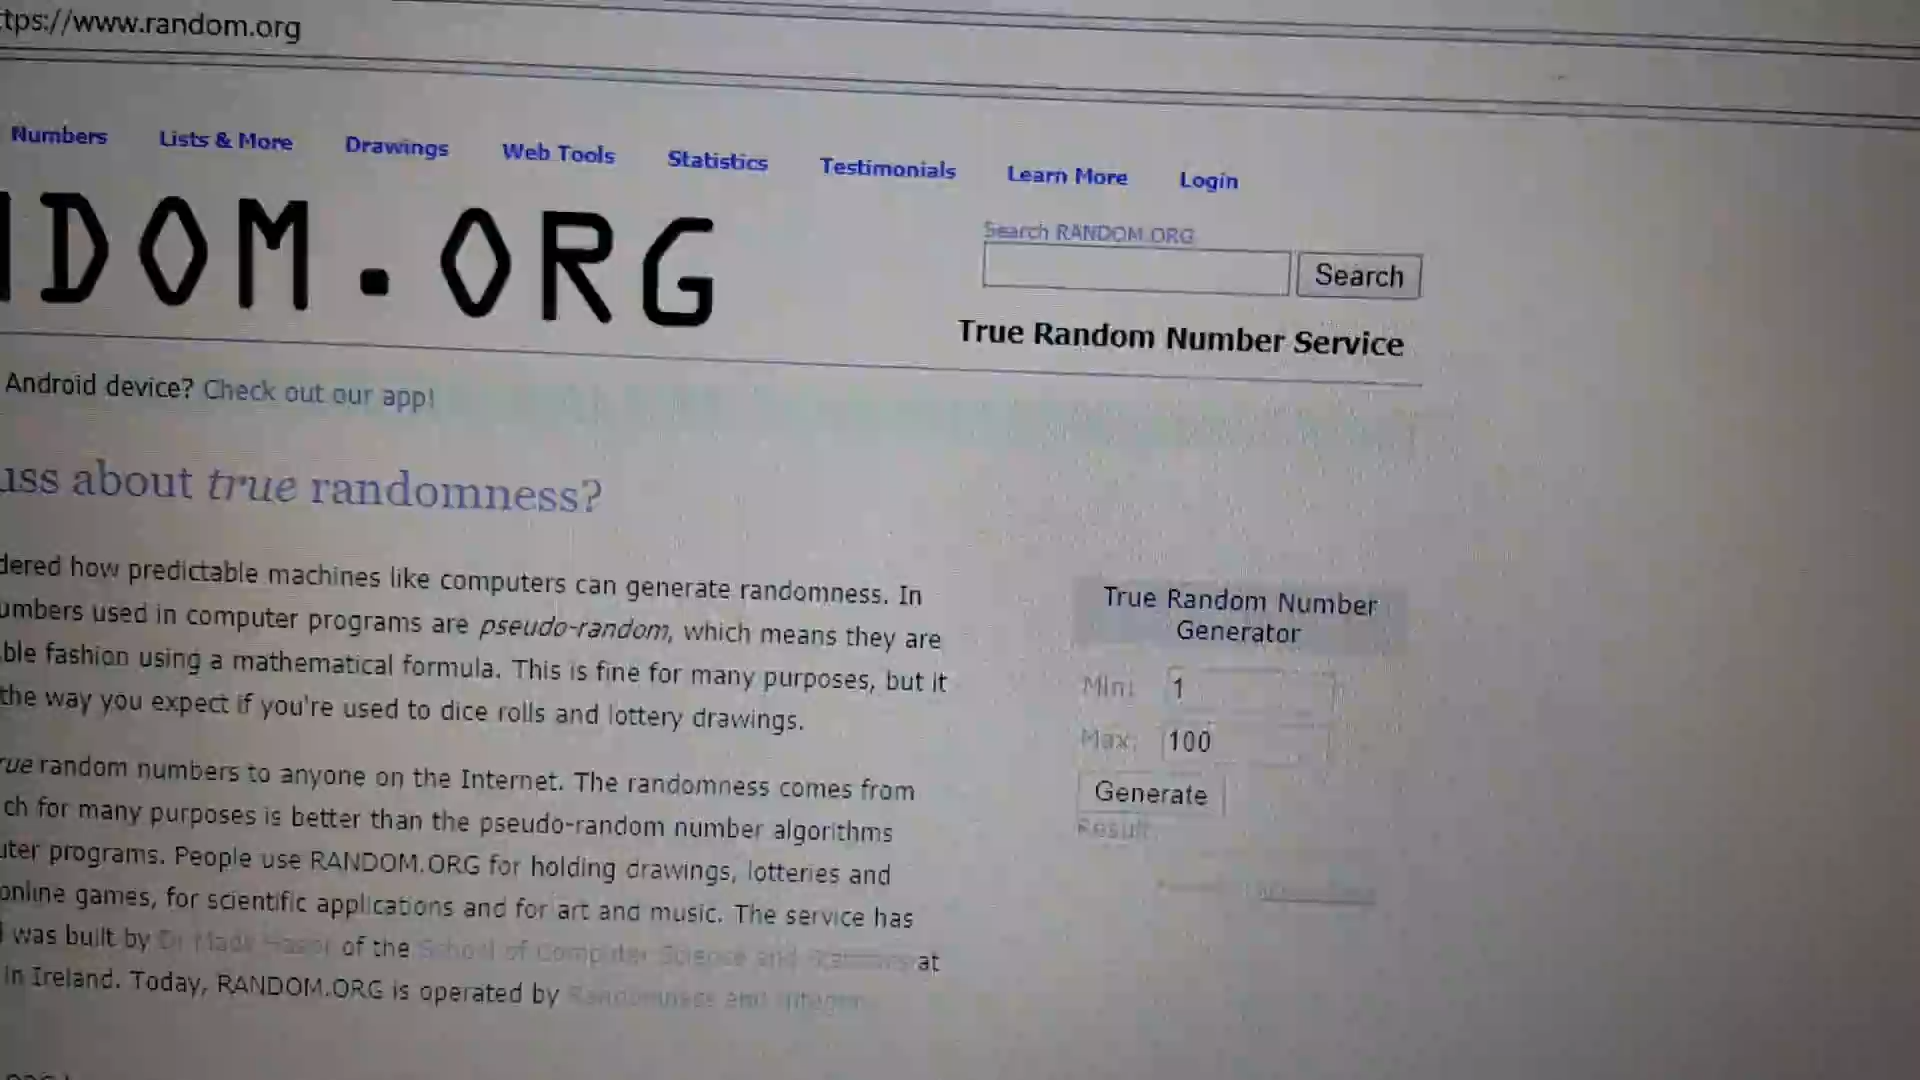 tps://www.random.org
Numbers Lists & More Drawings Web Tools Statistics Testimonials Learn More Login
DOM.ORG
Search RANDOM.ORG
Search
True Random Number Service
Android device? Check out our app!
uss about true randomness?
dered how predictable machines like computers can generate randomness. In
umbers used in computer programs are pseudo-random, which means they are
ble fashion using a mathematical formula. This is fine for many purposes, but it
the way you expect if you're used to dice rolls and lottery drawings.
rue random numbers to anyone on the Internet. The randomness comes from
ch for many purposes is better than the pseudo-random number algorithms
uter programs. People use RANDOM.ORG for holding drawings, lotteries and
online games, for scientific applications and for art and music. The service has
was built by of the School of Computer Science and Statistics at
in Ireland. Today, RANDOM.ORG is operated by Randomness and Integrity
True Random Number
Generator
Min: 1
Max: 100
Generate
Result: